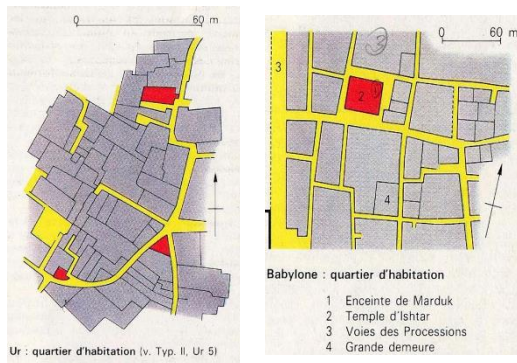 0 60 m
Ur : quartier d'habitation (v. Typ. II, Ur 5)
0 60 m
3
3
2
4
Babylone : quartier d'habitation
1 Enceinte de Marduk
2 Temple d'Ishtar
3 Voies des Processions
4 Grande demeure